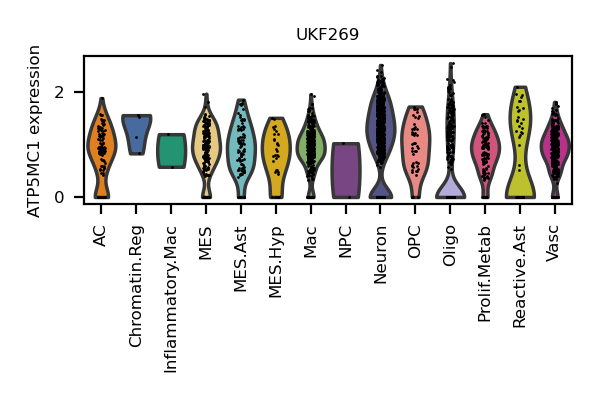 UKF269
ATP5MC1 expression
2
0
AC
Chromatin.Reg
Inflammatory.Mac
MES
MES.Ast
MES.Hyp
Mac
NPC
Neuron
OPC
Oligo
Prolif.Metab
Reactive.Ast
Vasc